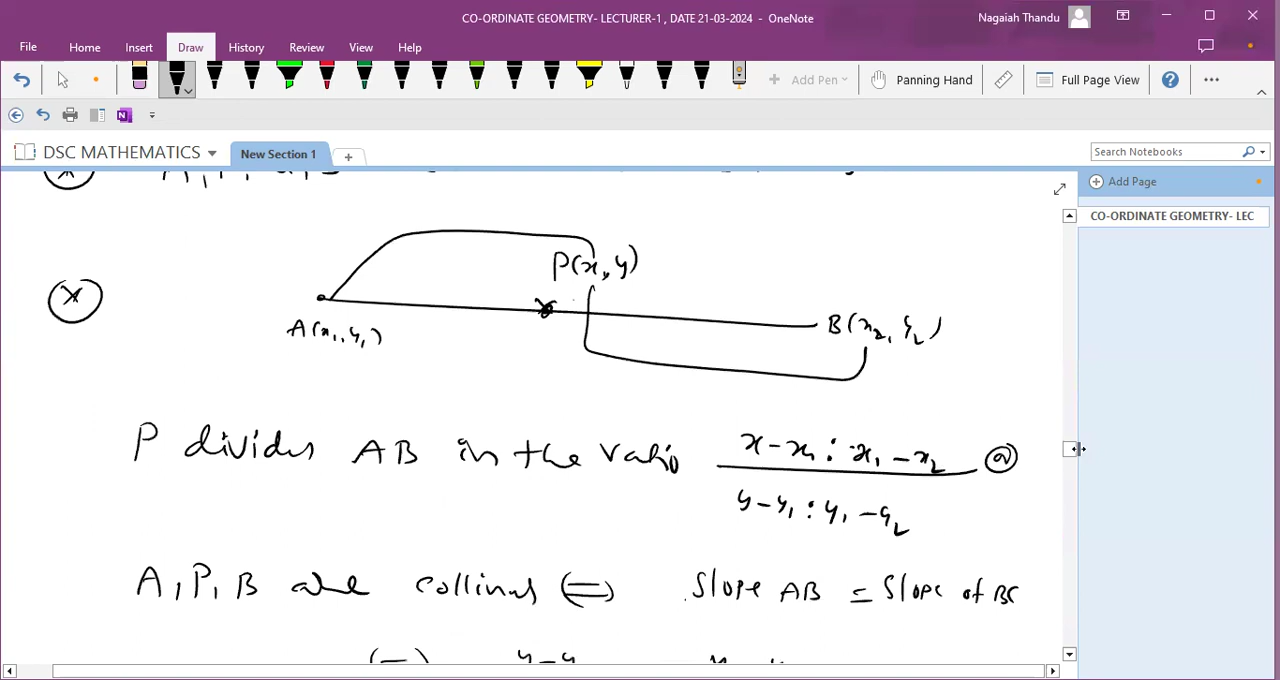 CO-ORDINATE GEOMETRY- LECTURER-1 , DATE 21-03-2024 - OneNote
Nagaiah Thandu
File Home Insert Draw History Review View Help
Add Pen
Panning Hand
Full Page View
DSC MATHEMATICS
New Section 1
Search Notebooks
Add Page
CO-ORDINATE GEOMETRY- LEC
P(x, y)
A(x₁, y₁)
B(x₂, y₂)
P divides AB in the ratio x-x₁ : x₁-x₂
y-y₁ : y₁-y₂
A, P, B are collinus ⟺ Slope AB = Slope of BC